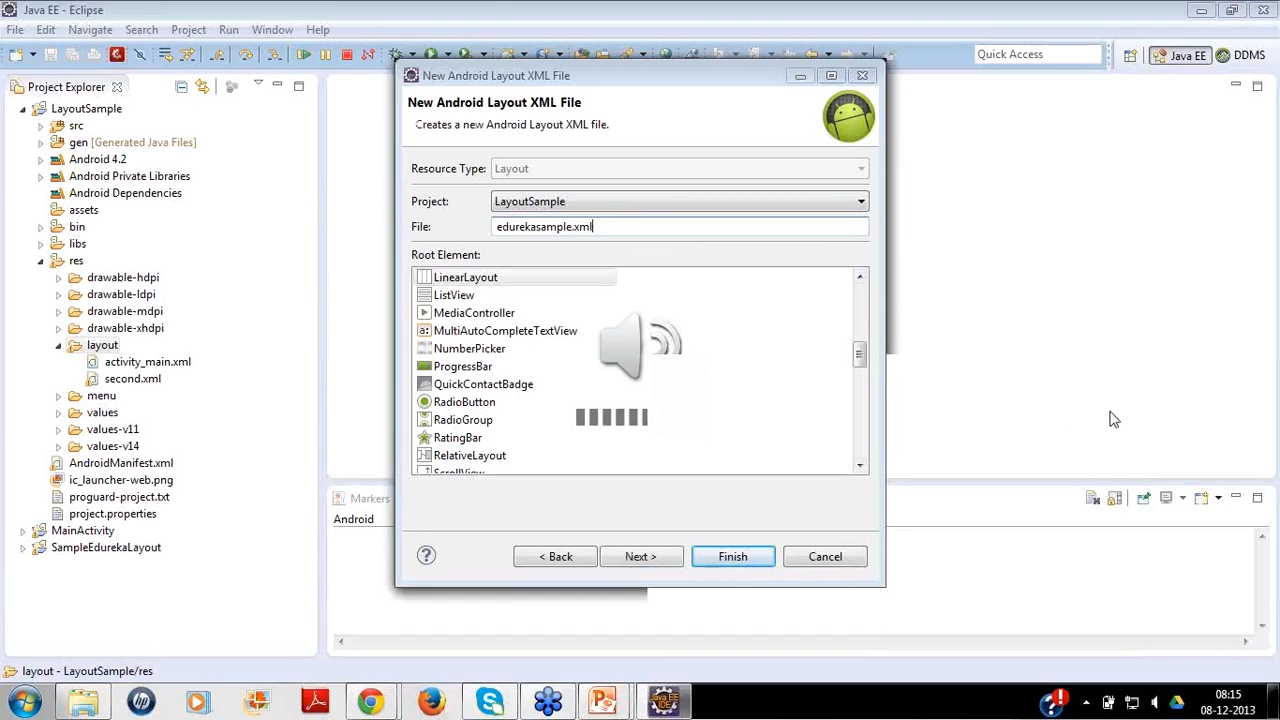 Java EE - Eclipse
File Edit Navigate Search Project Run Window Help
Quick Access
Java EE
DDMS
Project Explorer
LayoutSample
src
gen [Generated Java Files]
Android 4.2
Android Private Libraries
Android Dependencies
assets
bin
libs
res
drawable-hdpi
drawable-ldpi
drawable-mdpi
drawable-xhdpi
layout
activity_main.xml
second.xml
menu
values
values-v11
values-v14
AndroidManifest.xml
ic_launcher-web.png
proguard-project.txt
project.properties
MainActivity
SampleEdurekaLayout
New Android Layout XML File
New Android Layout XML File
Creates a new Android Layout XML file.
Resource Type: Layout
Project: LayoutSample
File: edurekasample.xml
Root Element:
LinearLayout
ListView
MediaController
a: MultiAutoCompleteTextView
NumberPicker
ProgressBar
QuickContactBadge
RadioButton
RadioGroup
RatingBar
RelativeLayout
ScrollView
? < Back Next > Finish Cancel
Markers
Android
layout - LayoutSample/res
Java EE
IDE
08:15
08-12-2013